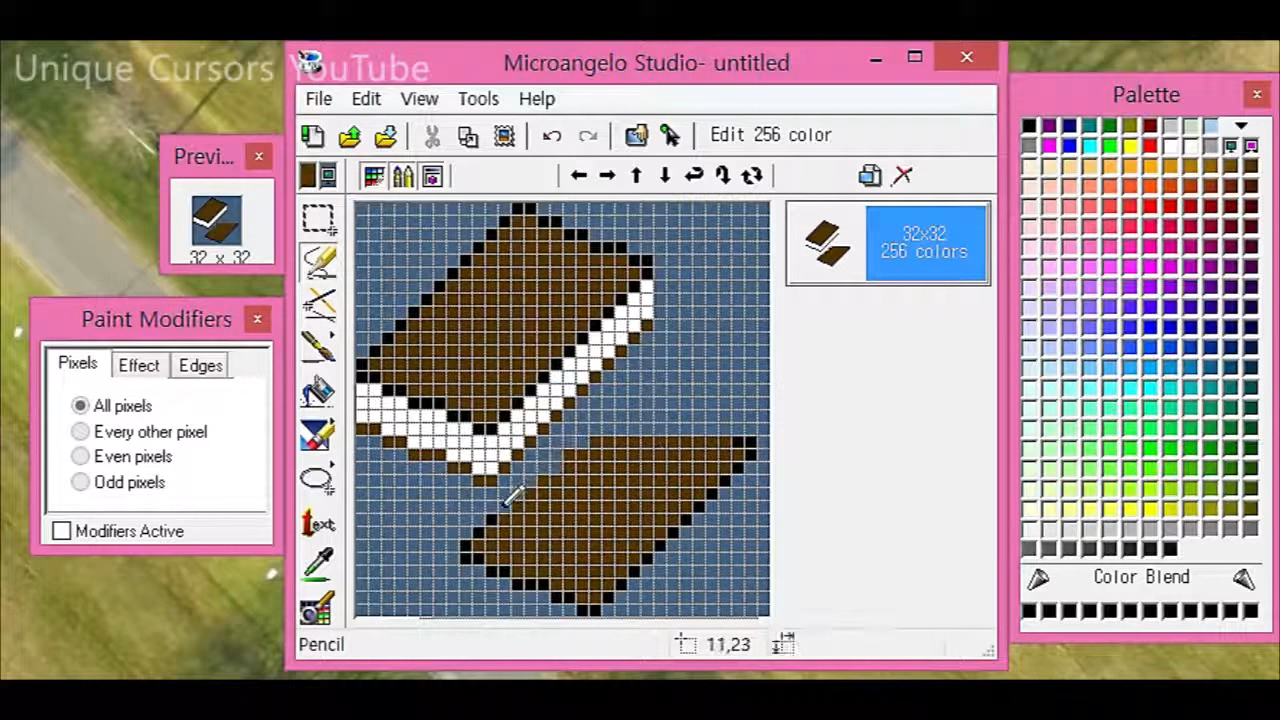 Unique Cursors YouTube
Microangelo Studio- untitled
File Edit View Tools Help
Edit 256 color
Previ...
32 x 32
Paint Modifiers
Pixels Effect Edges
All pixels
Every other pixel
Even pixels
Odd pixels
Modifiers Active
text
32x32
256 colors
Pencil
11,23
Palette
Color Blend